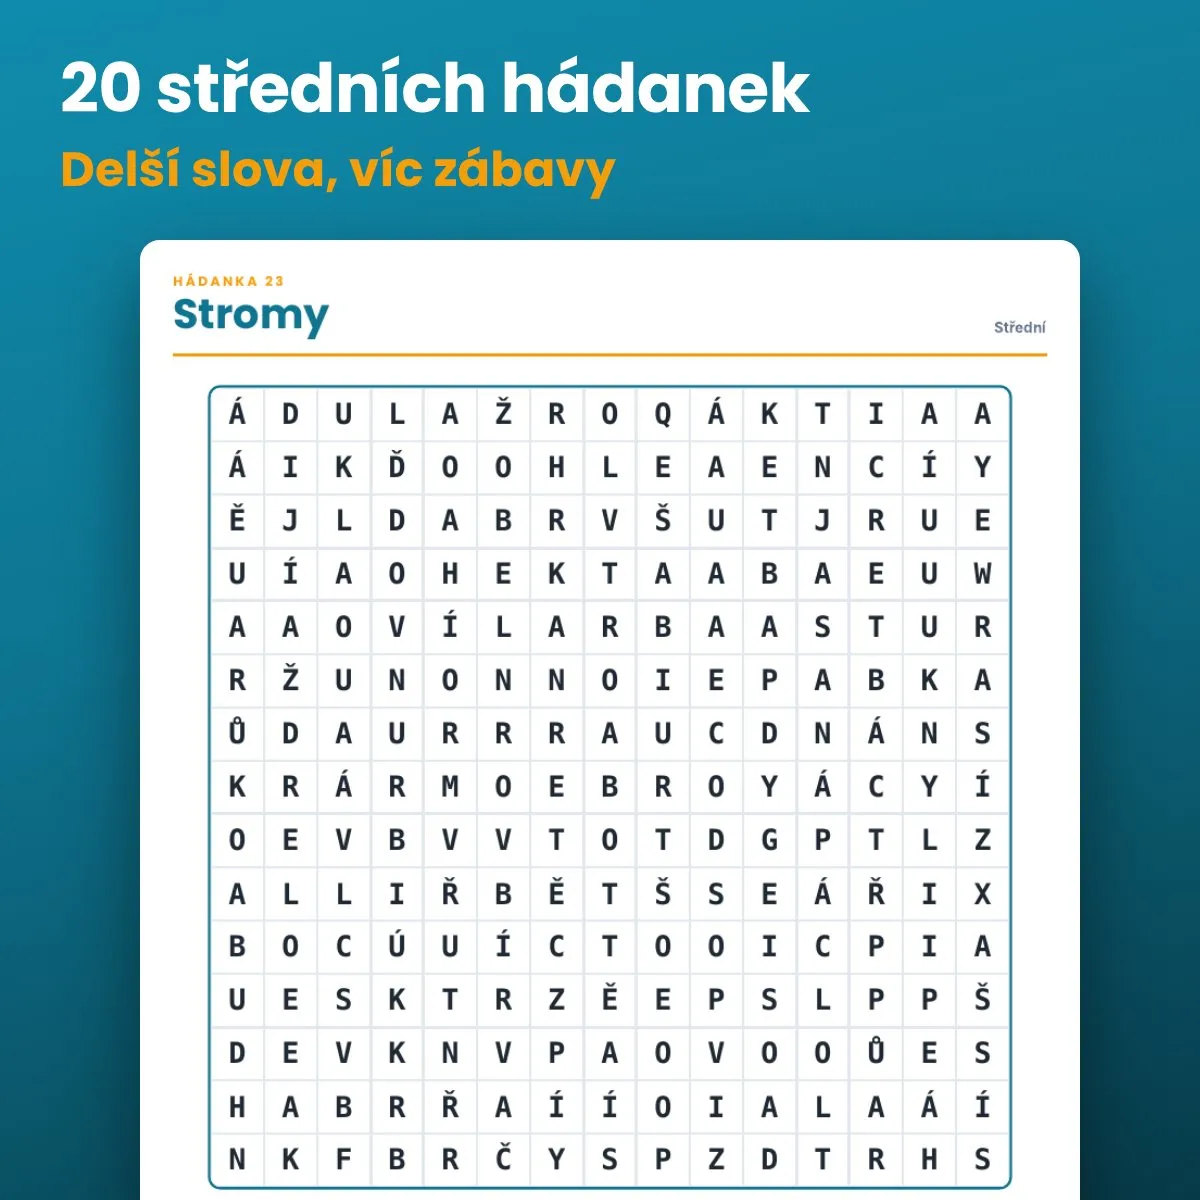 20 středních hádanek
Delší slova, víc zábavy
HÁDANKA 23
Stromy
Střední
Á D U L A Ž R O Q Á K T I A A
Á I K Ď O O H L E A E N C Í Y
Ě J L D A B R V Š U T J R U E
U Í A O H E K T A A B A E U W
A A O V Í L A R B A A S T U R
R Ž U N O N N O I E P A B K A
Ů D A U R R R A U C D N Á N S
K R Á R M O E B R O Y Á C Y Í
O E V B V V T O T D G P T L Z
A L L I Ř B Ě T Š S E Á Ř I X
B O C Ú U Í C T O O I C P I A
U E S K T R Z Ě E P S L P P Š
D E V K N V P A O V O O Ů E S
H A B R Ř A Í Í O I A L A Á Í
N K F B R Č Y S P Z D T R H S